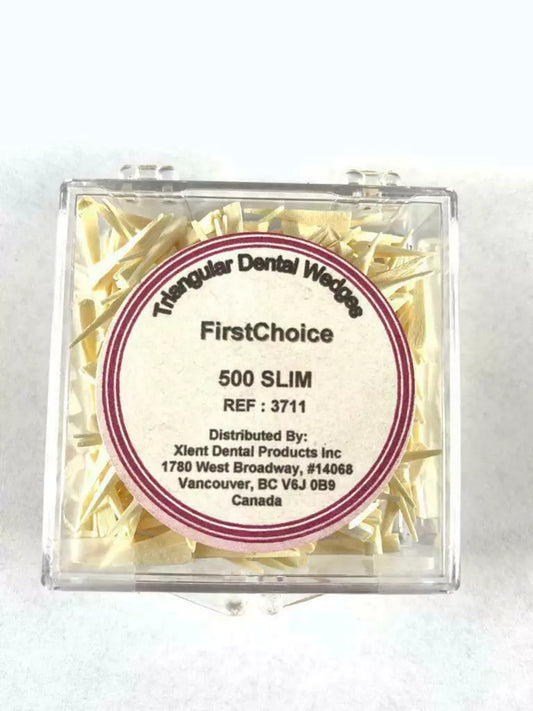 Triangular Dental Wedges
FirstChoice
500 SLIM
REF : 3711
Distributed By:
Xlent Dental Products Inc
1780 West Broadway, #14068
Vancouver, BC V6J 0B9
Canada